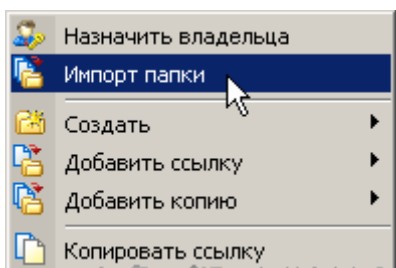 Назначить владельца
Импорт папки
Создать
Добавить ссылку
Добавить копию
Копировать ссылку